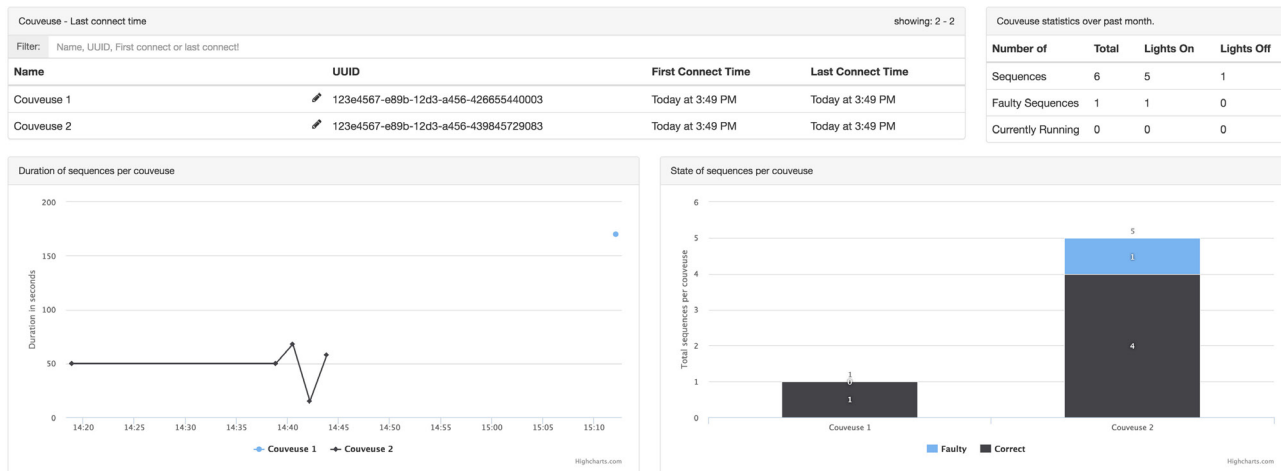 Couveuse - Last connect time showing: 2 - 2
Filter: Name, UUID, First connect or last connect!
Name UUID First Connect Time Last Connect Time
Couveuse 1 123e4567-e89b-12d3-a456-426655440003 Today at 3:49 PM Today at 3:49 PM
Couveuse 2 123e4567-e89b-12d3-a456-439845729083 Today at 3:49 PM Today at 3:49 PM
Couveuse statistics over past month.
Number of Total Lights On Lights Off
Sequences 6 5 1
Faulty Sequences 1 1 0
Currently Running 0 0 0
Duration of sequences per couveuse
Duration in seconds
200
150
100
50
0
14:20 14:25 14:30 14:35 14:40 14:45 14:50 14:55 15:00 15:05 15:10
Couveuse 1 Couveuse 2
Highcharts.com
State of sequences per couveuse
Total sequences per couveuse
6
5
4
3
2
1
0
1
0
1
5
1
4
Couveuse 1 Couveuse 2
Faulty Correct
Highcharts.com